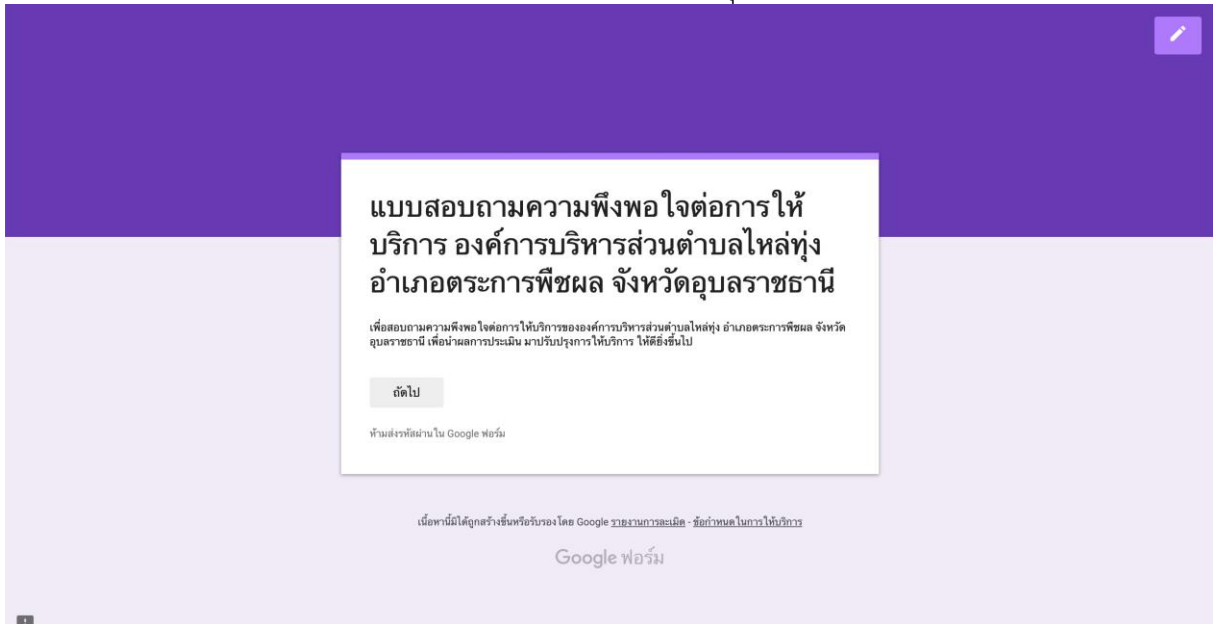 แบบสอบถามความพึงพอใจต่อการให้
บริการ องค์การบริหารส่วนตำบลไหล่ทุ่ง
อำเภอตระการพืชผล จังหวัดอุบลราชธานี
เพื่อสอบถามความพึงพอใจต่อการให้บริการขององค์การบริหารส่วนตำบลไหล่ทุ่ง อำเภอตระการพืชผล จังหวัด
อุบลราชธานี เพื่อนำผลการประเมิน มาปรับปรุงการให้บริการ ให้ดียิ่งขึ้นไป
ถัดไป
ห้ามส่งรหัสผ่านใน Google ฟอร์ม
เนื้อหานี้มิได้ถูกสร้างขึ้นหรือรับรองโดย Google รายงานการละเมิด - ข้อกำหนดในการให้บริการ
Google ฟอร์ม